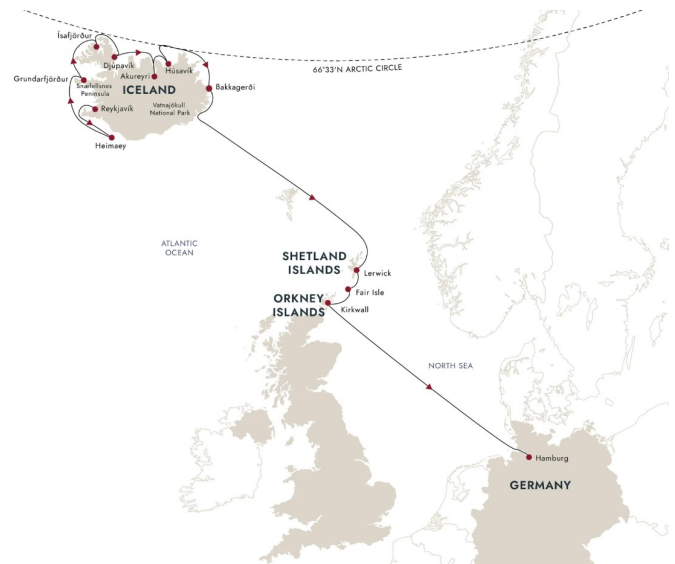 66°33'N ARCTIC CIRCLE
Ísafjörður
Djúpavík
Húsavík
Akureyri
Grundarfjörður
Snæfellsnes
Peninsula
ICELAND
Bakkagerði
Reykjavík
Vatnajökull
National Park
Heimaey
ATLANTIC
OCEAN
SHETLAND
ISLANDS
Lerwick
Fair Isle
ORKNEY
ISLANDS
Kirkwall
NORTH SEA
Hamburg
GERMANY